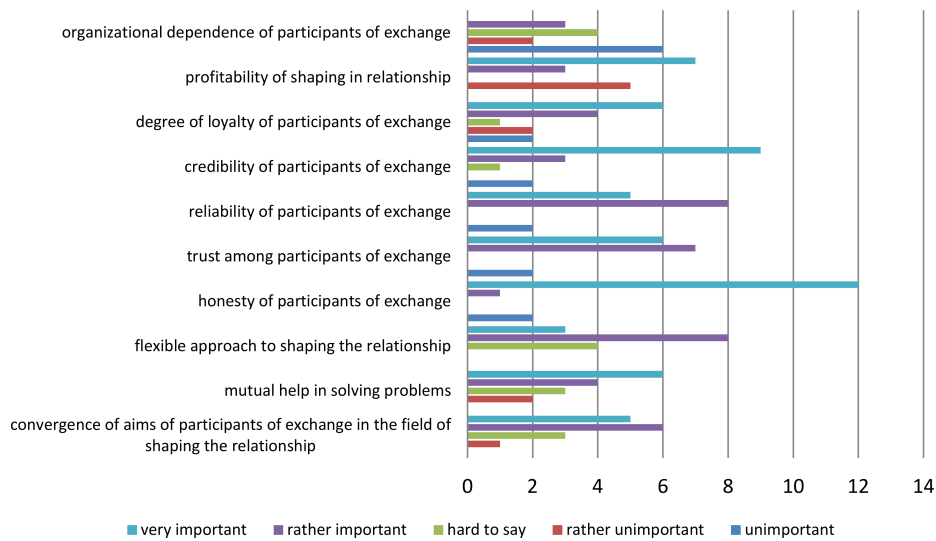 organizational dependence of participants of exchange
profitability of shaping in relationship
degree of loyalty of participants of exchange
credibility of participants of exchange
reliability of participants of exchange
trust among participants of exchange
honesty of participants of exchange
flexible approach to shaping the relationship
mutual help in solving problems
convergence of aims of participants of exchange in the field of
shaping the relationship
0 2 4 6 8 10 12 14
very important rather important hard to say rather unimportant unimportant